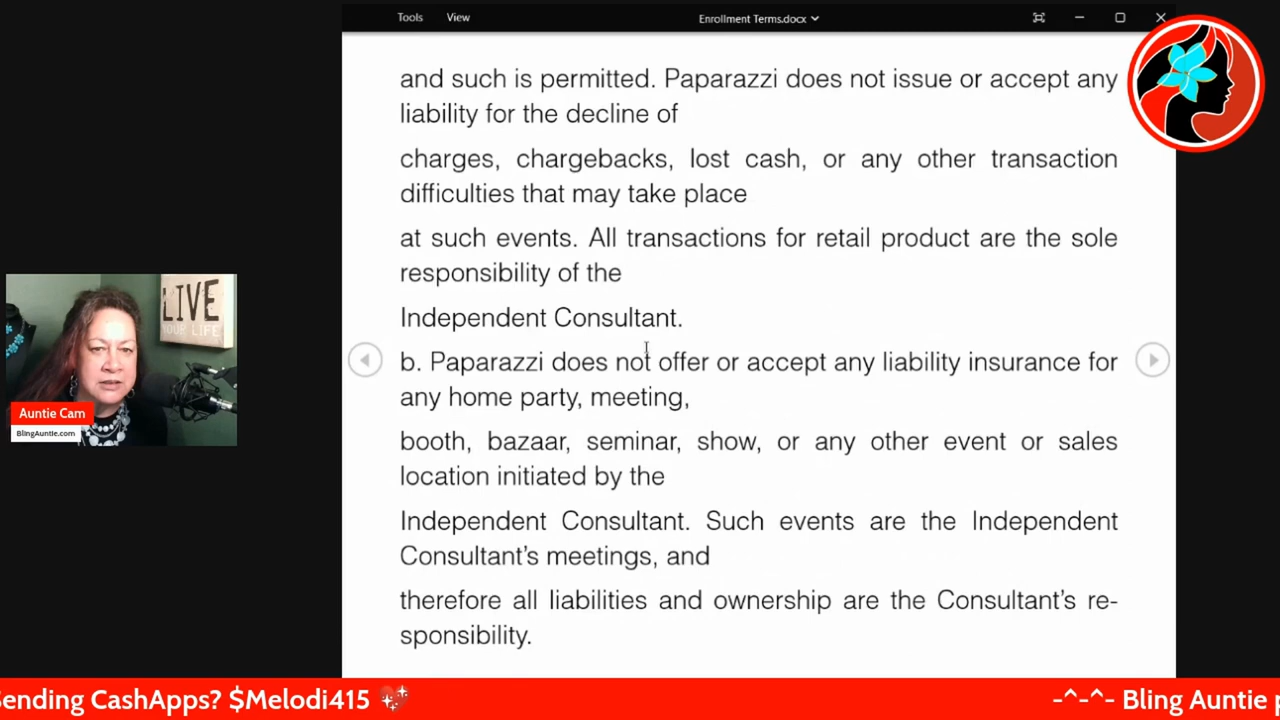 Tools View Enrollment Terms.docx
and such is permitted. Paparazzi does not issue or accept any
liability for the decline of
charges, chargebacks, lost cash, or any other transaction
difficulties that may take place
at such events. All transactions for retail product are the sole
responsibility of the
Independent Consultant.
b. Paparazzi does not offer or accept any liability insurance for
any home party, meeting,
booth, bazaar, seminar, show, or any other event or sales
location initiated by the
Independent Consultant. Such events are the Independent
Consultant's meetings, and
therefore all liabilities and ownership are the Consultant's re-
sponsibility.
LIVE
YOUR LIFE
Auntie Cam
BlingAuntie.com
Sending CashApps? $Melodi415 💖 -^-^- Bling Auntie p